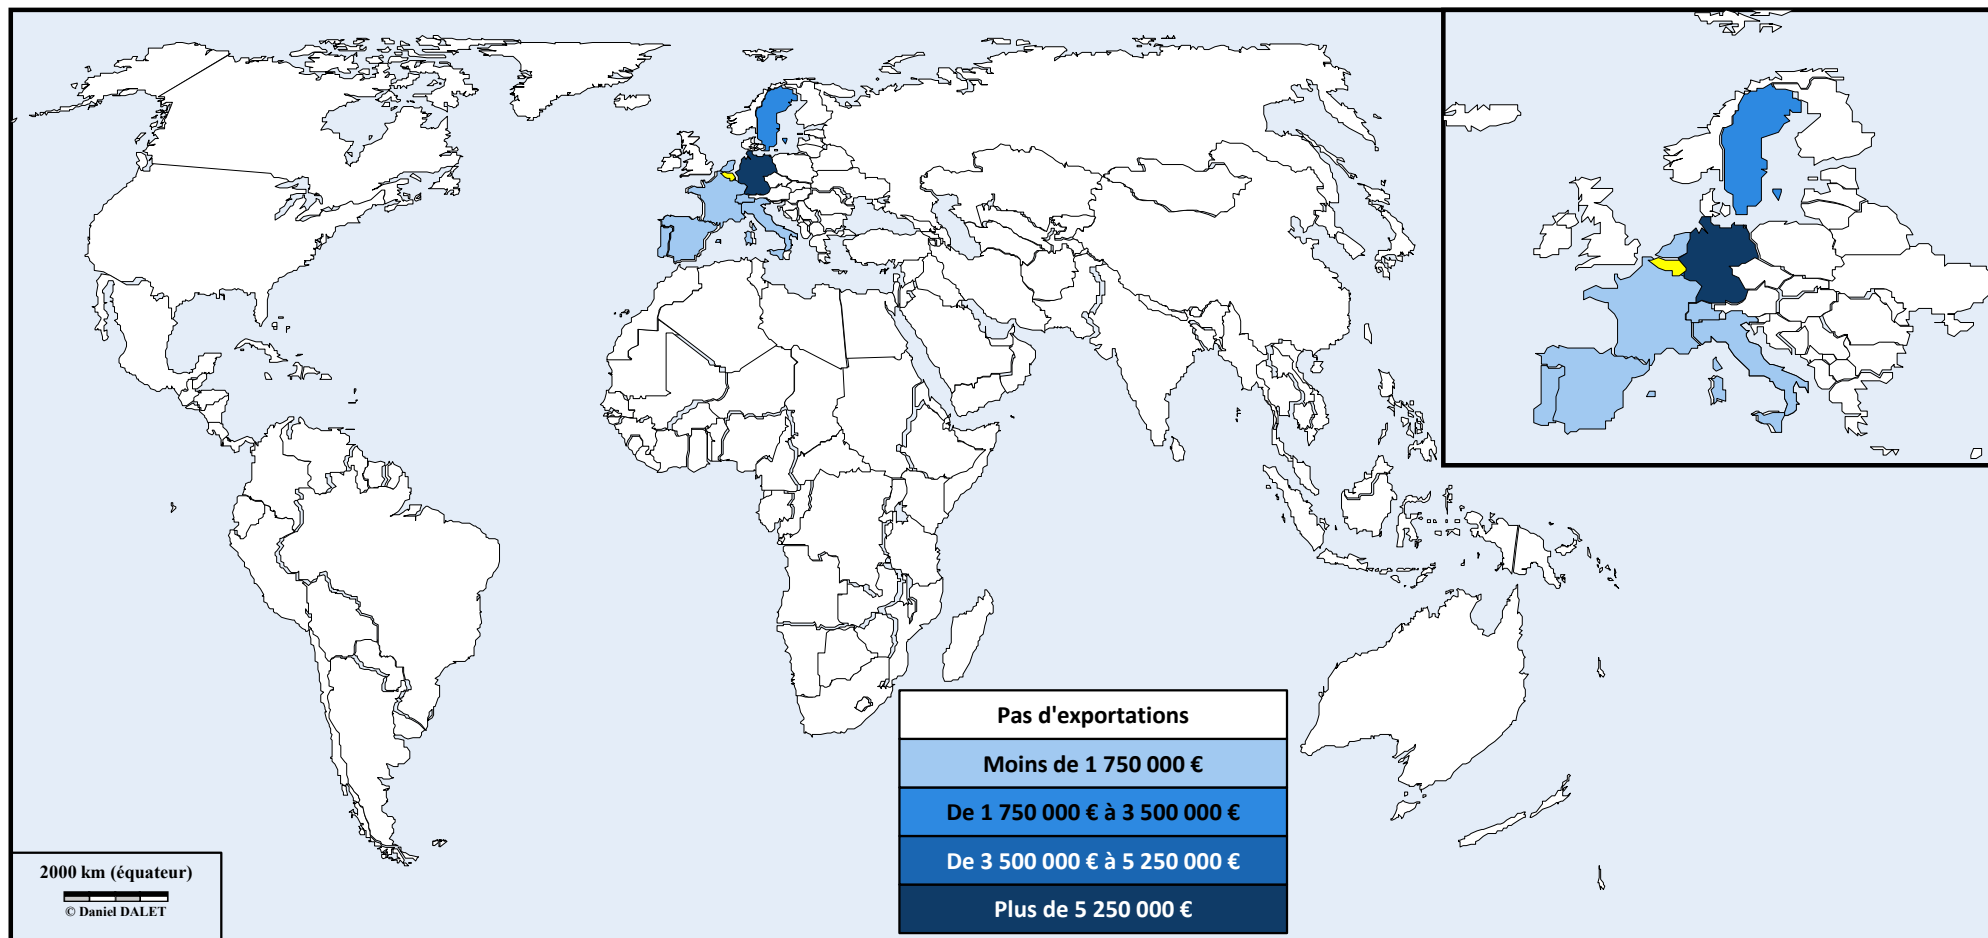 Pas d'exportations
Moins de 1 750 000 €
De 1 750 000 € à 3 500 000 €
De 3 500 000 € à 5 250 000 €
Plus de 5 250 000 €
2000 km (équateur)
© Daniel DALET